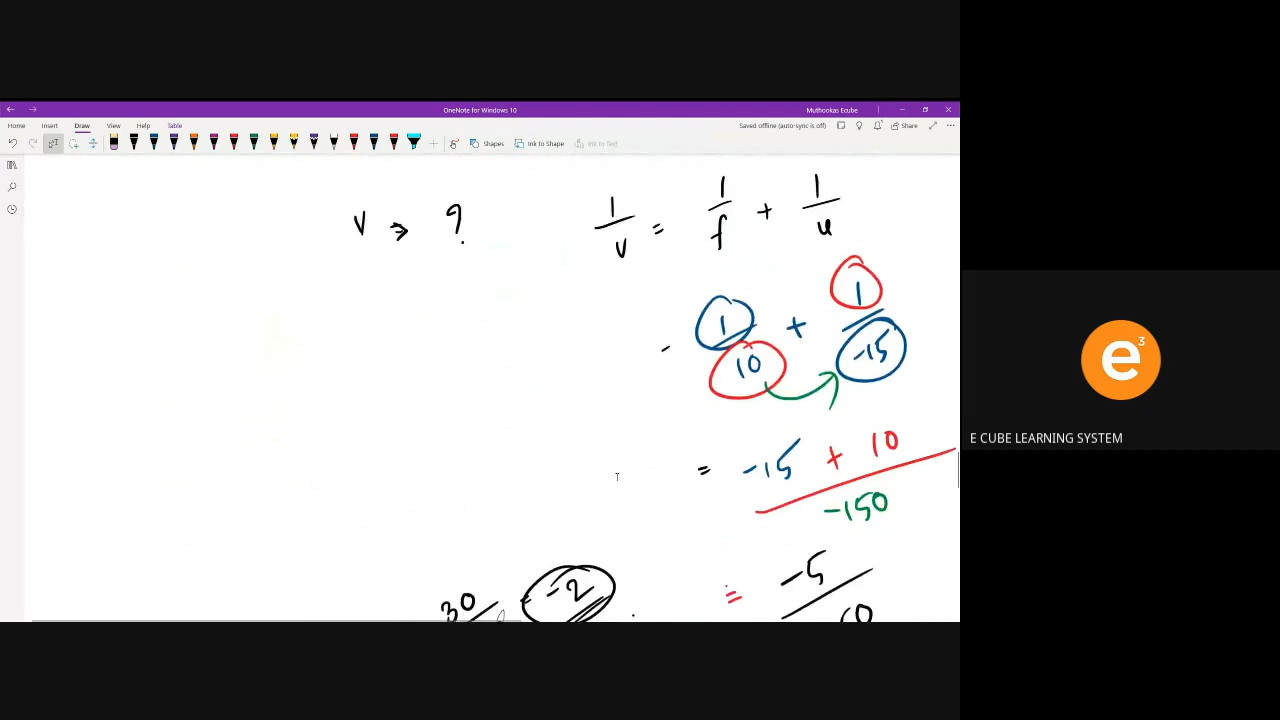 OneNote for Windows 10
Muthookas Ecube
Home Insert Draw View Help Table
Saved offline (auto-sync is off)
Share
Shapes
Ink to Shape
Ink to Text
v ⇒ ?
1/v = 1/f + 1/u
1/10 + 1/-15
= -15 + 10 / -150
= -5
30 = -2
e3
E CUBE LEARNING SYSTEM